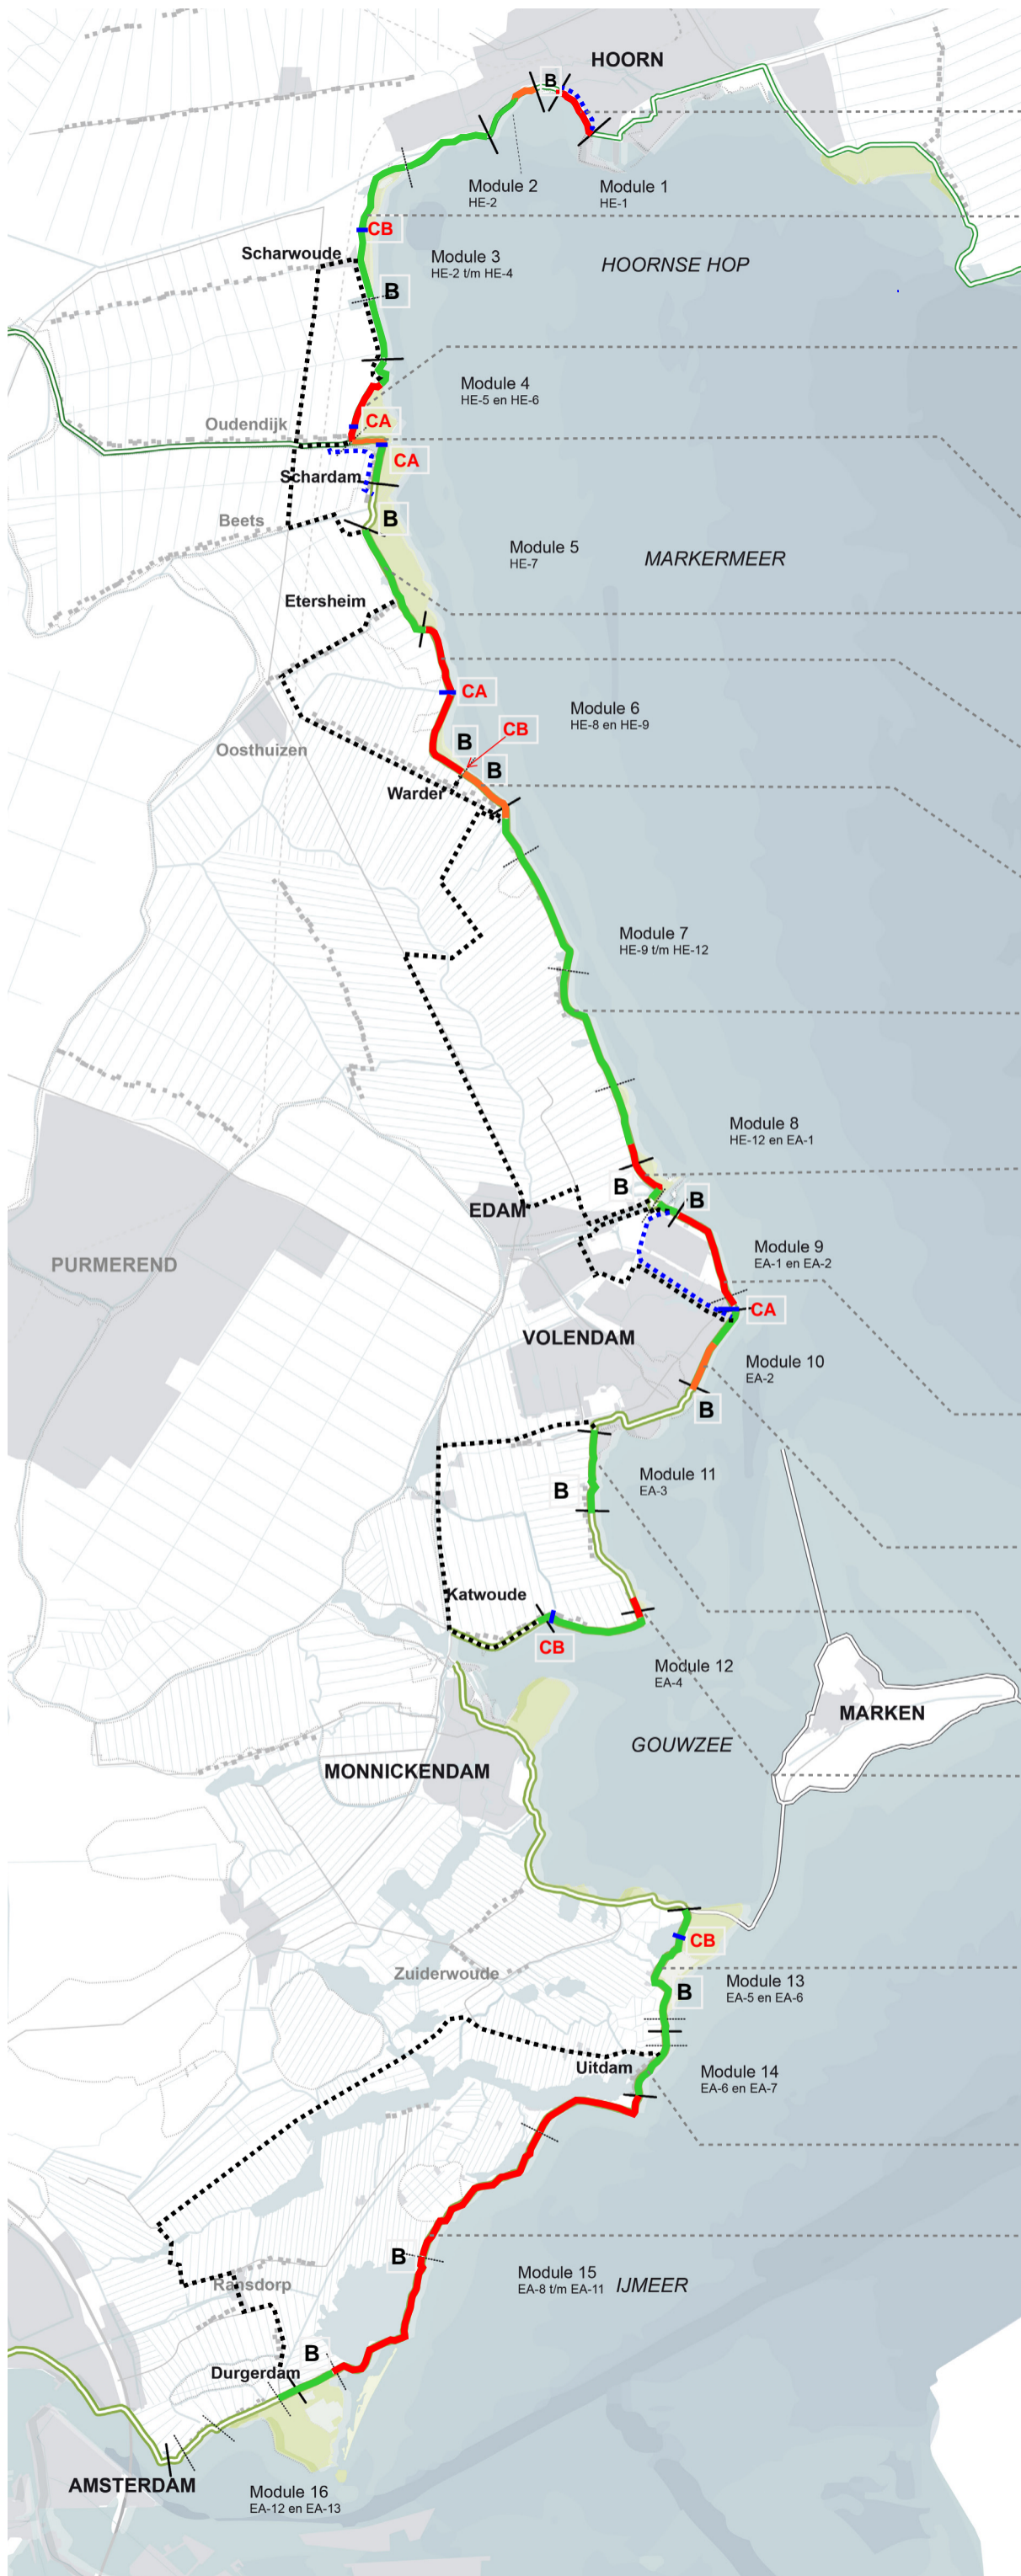 HOORN
B
Module 2
HE-2
Module 1
HE-1
CB
Scharwoude
Module 3
HE-2 t/m HE-4
HOORNSE HOP
B
Module 4
HE-5 en HE-6
CA
Oudendijk
CA
Schardam
B
Beets
Module 5
HE-7
MARKERMEER
Etersheim
CA
Module 6
HE-8 en HE-9
CB
B
Oosthuizen
B
Warder
Module 7
HE-9 t/m HE-12
Module 8
HE-12 en EA-1
B
B
EDAM
Module 9
EA-1 en EA-2
PURMEREND
CA
VOLENDAM
Module 10
EA-2
B
Module 11
EA-3
B
Katwoude
CB
Module 12
EA-4
MARKEN
GOUWZEE
MONNICKENDAM
CB
Zuiderwoude
Module 13
EA-5 en EA-6
B
Uitdam
Module 14
EA-6 en EA-7
B
Module 15
EA-8 t/m EA-11
IJMEER
Ransdorp
B
Durgerdam
AMSTERDAM
Module 16
EA-12 en EA-13